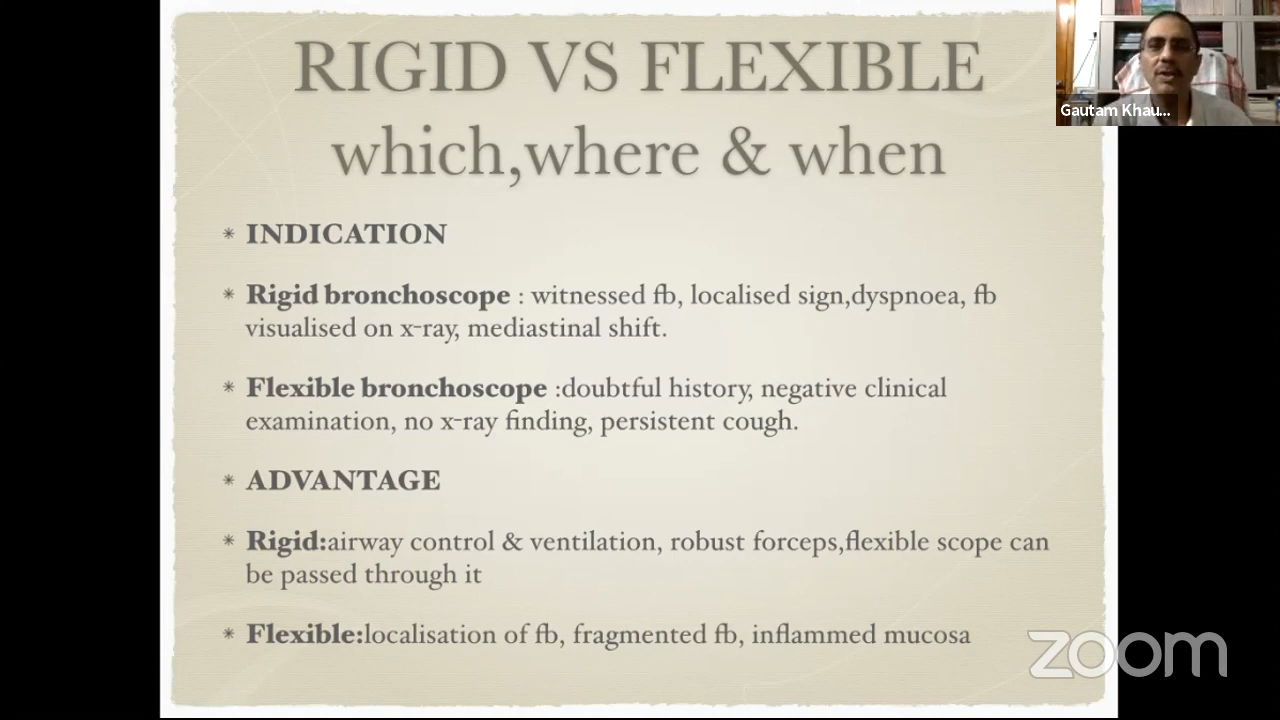 RIGID VS FLEXIBLE
which,where & when
* INDICATION
* Rigid bronchoscope : witnessed fb, localised sign,dyspnoea, fb
visualised on x-ray, mediastinal shift.
* Flexible bronchoscope :doubtful history, negative clinical
examination, no x-ray finding, persistent cough.
* ADVANTAGE
* Rigid:airway control & ventilation, robust forceps,flexible scope can
be passed through it
* Flexible:localisation of fb, fragmented fb, inflammed mucosa
Gautam Khau...
zoom